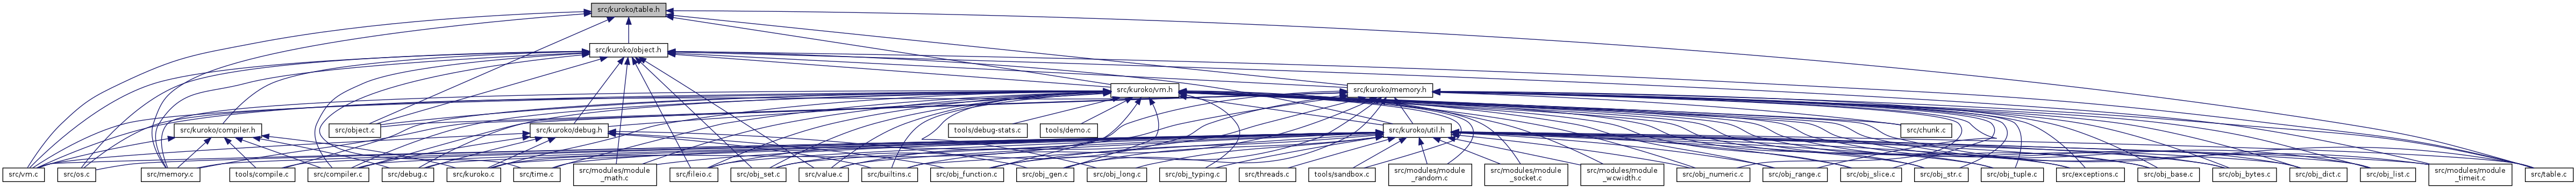 src/kuroko/table.h
src/kuroko/object.h
src/kuroko/vm.h
src/kuroko/memory.h
src/object.c
src/kuroko/compiler.h
src/kuroko/debug.h
tools/debug-stats.c
tools/demo.c
src/kuroko/util.h
src/chunk.c
src/vm.c
src/os.c
src/memory.c
tools/compile.c
src/compiler.c
src/debug.c
src/kuroko.c
src/time.c
src/modules/module
_math.c
src/fileio.c
src/obj_set.c
src/value.c
src/builtins.c
src/obj_function.c
src/obj_gen.c
src/obj_long.c
src/obj_typing.c
src/threads.c
tools/sandbox.c
src/modules/module
_random.c
src/modules/module
_socket.c
src/modules/module
_wcwidth.c
src/obj_numeric.c
src/obj_range.c
src/obj_slice.c
src/obj_str.c
src/obj_tuple.c
src/exceptions.c
src/obj_base.c
src/obj_bytes.c
src/obj_dict.c
src/obj_list.c
src/modules/module
_timeit.c
src/table.c